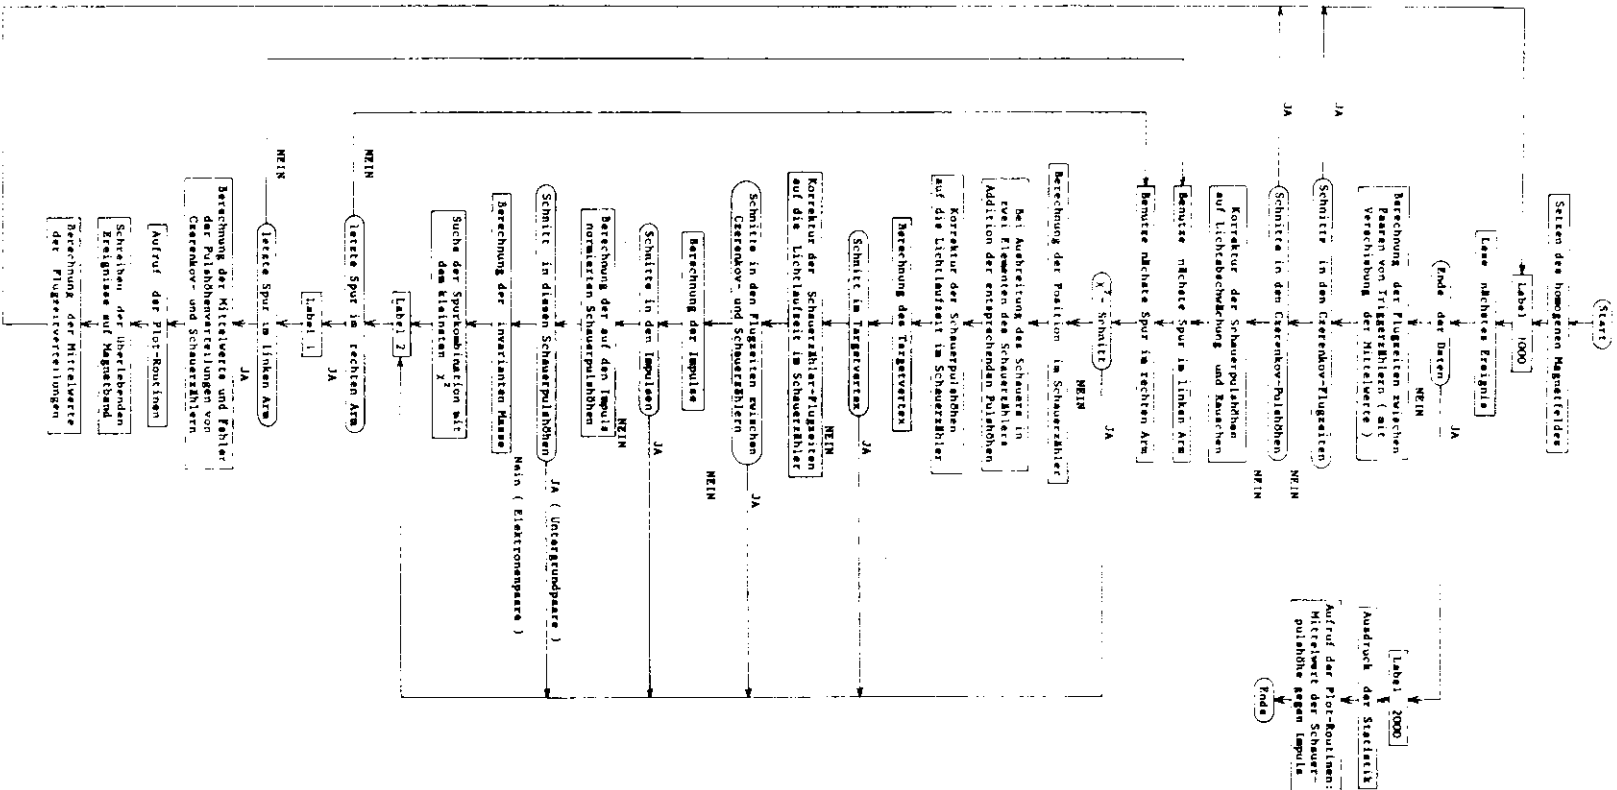 Start
Setzen des homogenen Magnetfeldes
Label 1000
Lese nächstes Ereignis
Ende der Daten
JA
NEIN
Berechnung der Flugzeiten zwischen
Paaren von Triggerzählern ( mit
Verschiebung der Mittelwerte )
Schnitte in den Czerenkov-Flugzeiten
JA
NEIN
Schnitte in den Czerenkov-Pulshöhen
JA
NEIN
Korrektur der Schauerpulshöhen
auf Lichtabschwächung und Rauschen
Benutze nächste Spur im linken Arm
Benutze nächste Spur im rechten Arm
χ²- Schnitt
JA
NEIN
Berechnung der Position im Schauerzähler
Bei Ausbreitung des Schauers in
zwei Elementen des Schauerzählers
Addition der entsprechenden Pulshöhen
Korrektur der Schauerpulshöhen
auf die Lichtlaufzeit im Schauerzähler
Berechnung des Targetvertex
Schnitt im Targetvertex
JA
NEIN
Korrektur der Schauerzähler-Flugzeiten
auf die Lichtlaufzeit im Schauerzähler
Schnitte in den Flugzeiten zwischen
Czerenkov- und Schauerzählern
JA
NEIN
Berechnung der Impulse
Schnitte in den Impulsen
JA
NEIN
Berechnung der auf den Impuls
normierten Schauerpulshöhen
Schnitt in diesen Schauerpulshöhen
JA ( Untergrundpaare )
Nein ( Elektronenpaare )
Berechnung der invarianten Masse
Suche der Spurkombination mit
dem kleinsten χ²
Label 2
letzte Spur im rechten Arm
NEIN
JA
Label 1
letzte Spur im linken Arm
NEIN
JA
Berechnung der Mittelwerte und Fehler
der Pulshöhenverteilungen von
Czerenkov- und Schauerzählern
Aufruf der Plot-Routinen
Schreiben der überlebenden
Ereignisse auf Magnetband
Berechnung der Mittelwerte
der Flugzeitverteilungen
Label 2000
Ausdruck der Statistik
Aufruf der Plot-Routinen:
Mittelwert der Schauer-
pulshöhe gegen Impuls
Ende